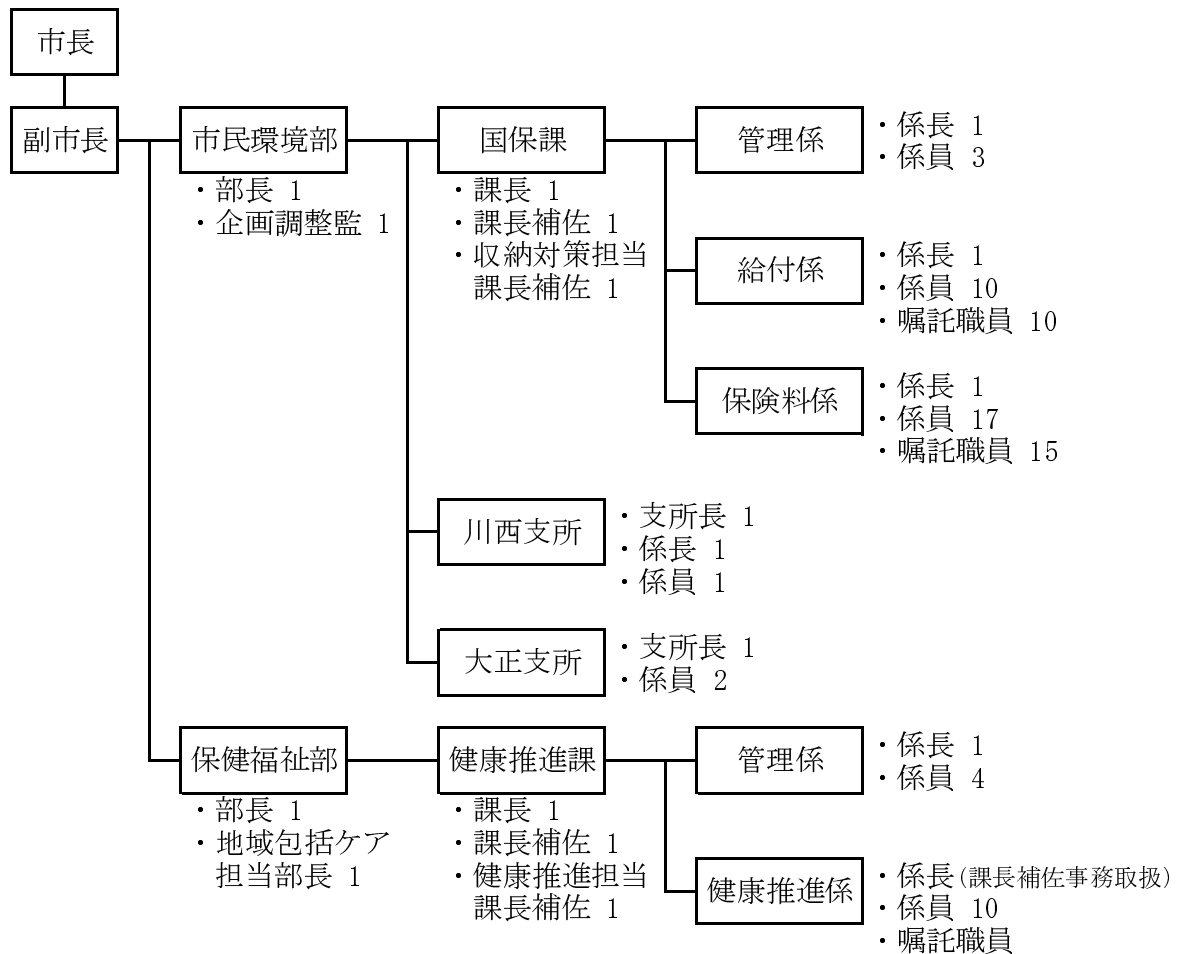 市長
副市長
市民環境部
・部長 1
・企画調整監 1
国保課
・課長 1
・課長補佐 1
・収納対策担当
課長補佐 1
管理係
・係長 1
・係員 3
給付係
・係長 1
・係員 10
・嘱託職員 10
保険料係
・係長 1
・係員 17
・嘱託職員 15
川西支所
・支所長 1
・係長 1
・係員 1
大正支所
・支所長 1
・係員 2
保健福祉部
・部長 1
・地域包括ケア
担当部長 1
健康推進課
・課長 1
・課長補佐 1
・健康推進担当
課長補佐 1
管理係
・係長 1
・係員 4
健康推進係
・係長(課長補佐事務取扱)
・係員 10
・嘱託職員